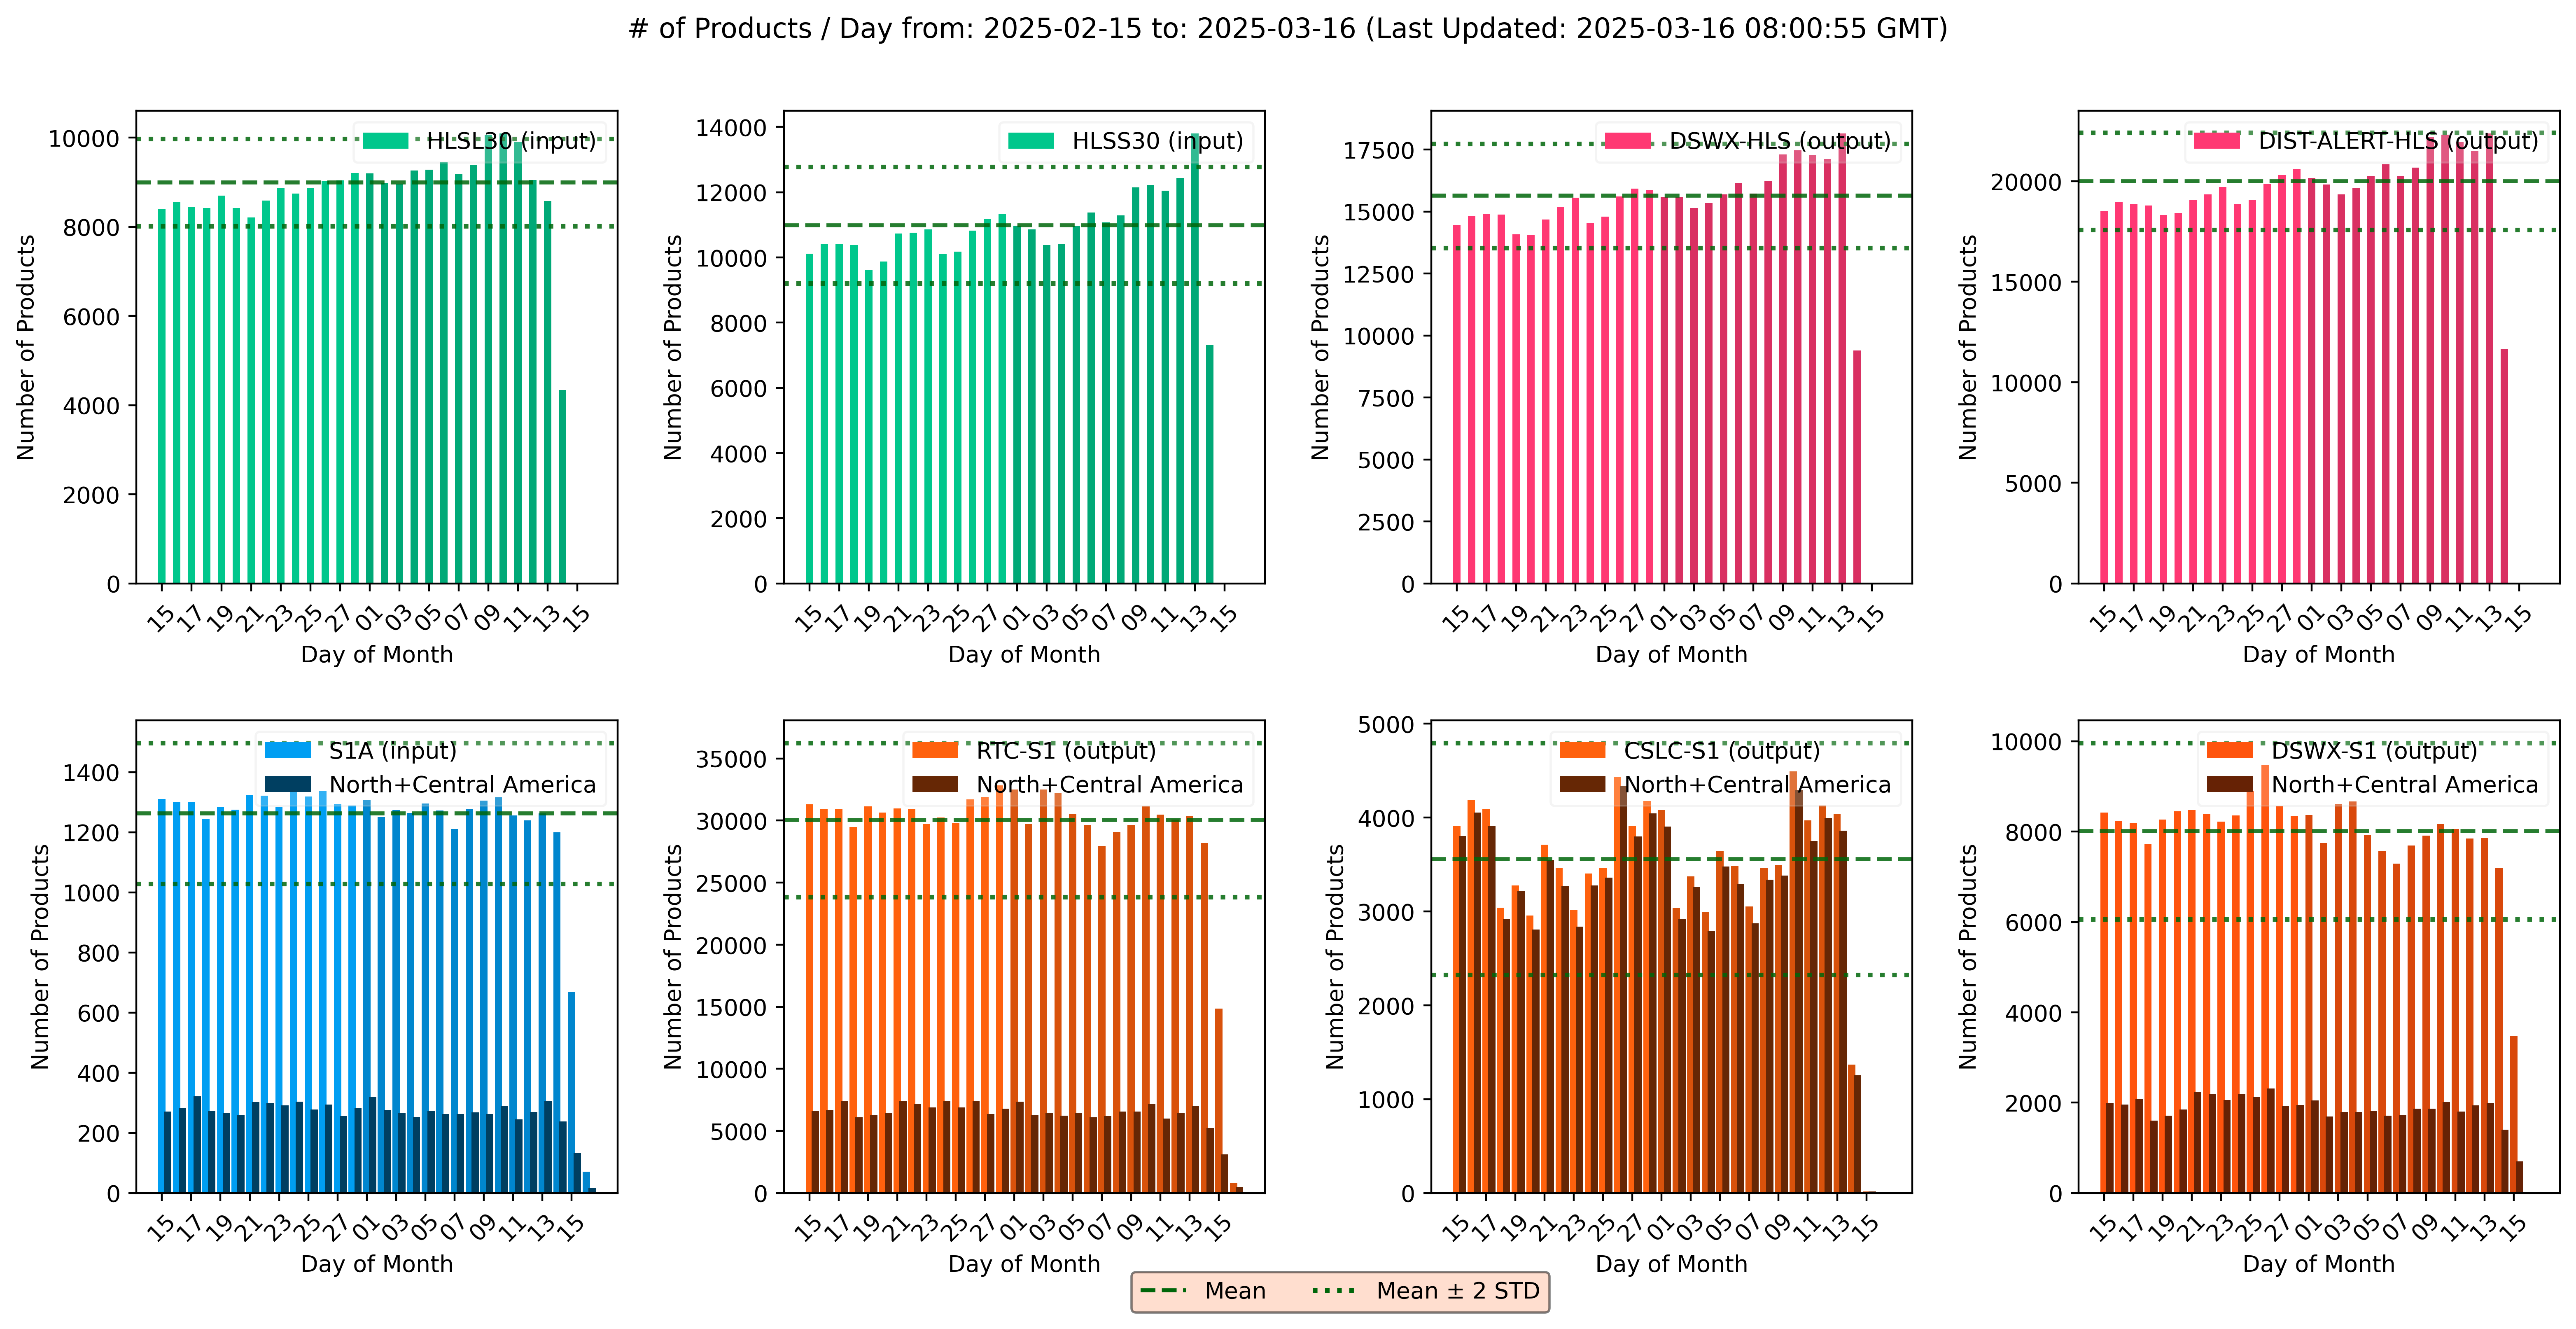 # of Products / Day from: 2025-02-15 to: 2025-03-16 (Last Updated: 2025-03-16 08:00:55 GMT)
HLSL30 (input)
Number of Products
10000
8000
6000
4000
2000
0
15 17 19 21 23 25 27 01 03 05 07 09 11 13 15
Day of Month
HLSS30 (input)
Number of Products
14000
12000
10000
8000
6000
4000
2000
0
15 17 19 21 23 25 27 01 03 05 07 09 11 13 15
Day of Month
DSWX-HLS (output)
Number of Products
17500
15000
12500
10000
7500
5000
2500
0
15 17 19 21 23 25 27 01 03 05 07 09 11 13 15
Day of Month
DIST-ALERT-HLS (output)
Number of Products
20000
15000
10000
5000
0
15 17 19 21 23 25 27 01 03 05 07 09 11 13 15
Day of Month
S1A (input)
North+Central America
Number of Products
1400
1200
1000
800
600
400
200
0
15 17 19 21 23 25 27 01 03 05 07 09 11 13 15
Day of Month
RTC-S1 (output)
North+Central America
Number of Products
35000
30000
25000
20000
15000
10000
5000
0
15 17 19 21 23 25 27 01 03 05 07 09 11 13 15
Day of Month
CSLC-S1 (output)
North+Central America
Number of Products
5000
4000
3000
2000
1000
0
15 17 19 21 23 25 27 01 03 05 07 09 11 13 15
Day of Month
DSWX-S1 (output)
North+Central America
Number of Products
10000
8000
6000
4000
2000
0
15 17 19 21 23 25 27 01 03 05 07 09 11 13 15
Day of Month
Mean
Mean ± 2 STD